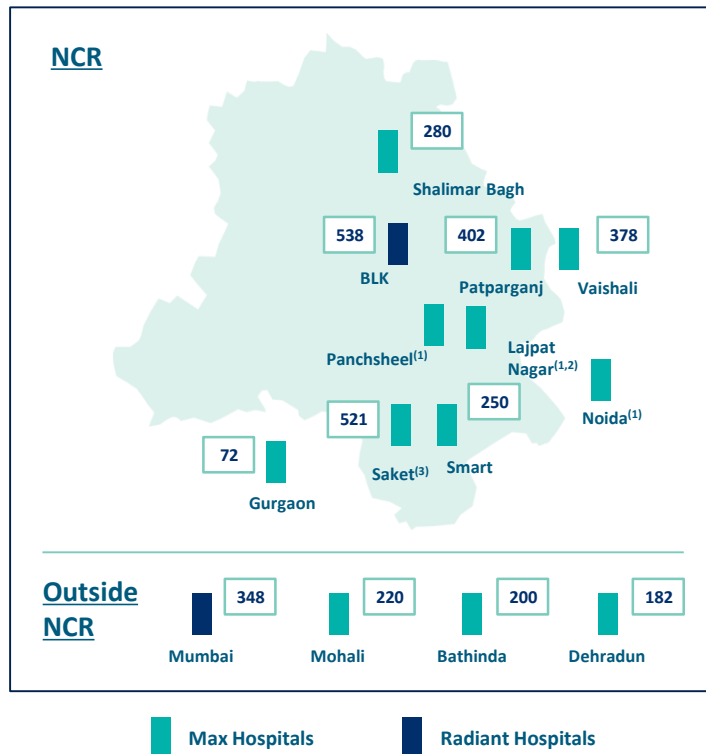 NCR
280
Shalimar Bagh
538
BLK
402
Patparganj
378
Vaishali
Panchsheel(1)
Lajpat
Nagar(1,2)
Noida(1)
521
Saket(3)
250
Smart
72
Gurgaon
Outside
NCR
348
Mumbai
220
Mohali
200
Bathinda
182
Dehradun
Max Hospitals
Radiant Hospitals